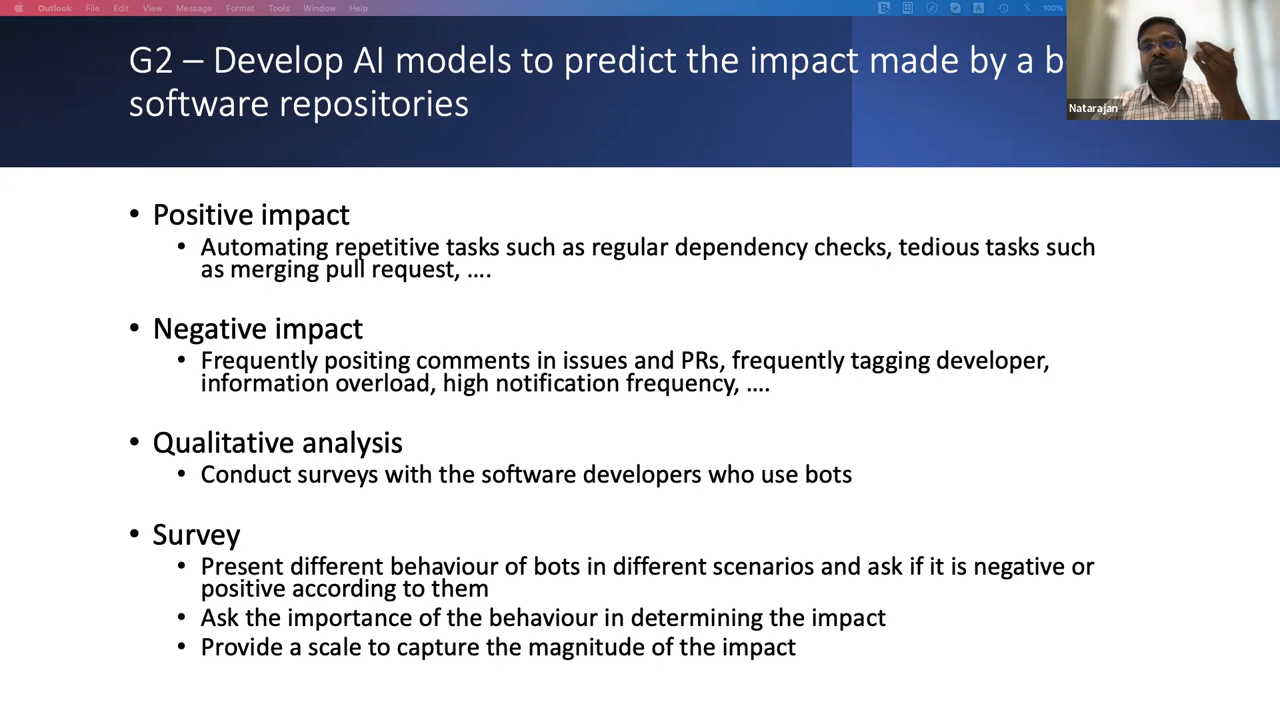 Outlook File Edit View Message Format Tools Window Help 100%
G2 – Develop AI models to predict the impact made by a
software repositories
Natarajan
• Positive impact
• Automating repetitive tasks such as regular dependency checks, tedious tasks such
as merging pull request, ....
• Negative impact
• Frequently positing comments in issues and PRs, frequently tagging developer,
information overload, high notification frequency, ....
• Qualitative analysis
• Conduct surveys with the software developers who use bots
• Survey
• Present different behaviour of bots in different scenarios and ask if it is negative or
positive according to them
• Ask the importance of the behaviour in determining the impact
• Provide a scale to capture the magnitude of the impact